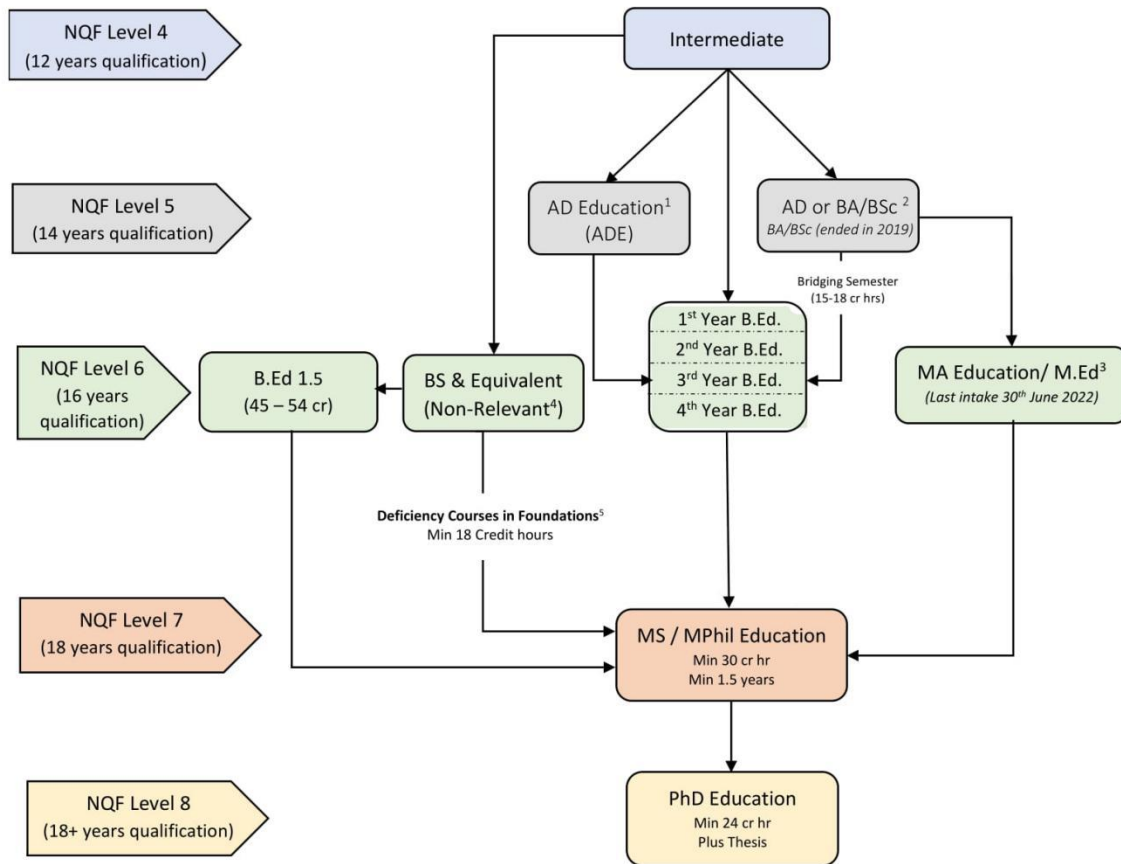 NQF Level 4
(12 years qualification)
Intermediate
NQF Level 5
(14 years qualification)
AD Education¹
(ADE)
AD or BA/BSc ²
BA/BSc (ended in 2019)
Bridging Semester
(15-18 cr hrs)
NQF Level 6
(16 years
qualification)
B.Ed 1.5
(45 – 54 cr)
BS & Equivalent
(Non-Relevant⁴)
1st Year B.Ed.
2nd Year B.Ed.
3rd Year B.Ed.
4th Year B.Ed.
MA Education/ M.Ed³
(Last intake 30th June 2022)
Deficiency Courses in Foundations⁵
Min 18 Credit hours
NQF Level 7
(18 years
qualification)
MS / MPhil Education
Min 30 cr hr
Min 1.5 years
NQF Level 8
(18+ years qualification)
PhD Education
Min 24 cr hr
Plus Thesis